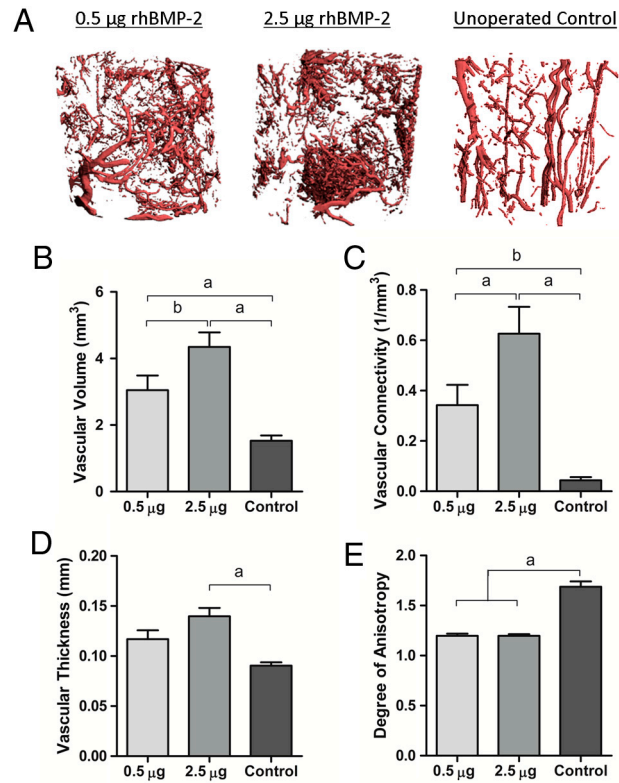 A
0.5 µg rhBMP-2
2.5 µg rhBMP-2
Unoperated Control
B
Vascular Volume (mm³)
6
4
2
0
a
b
a
0.5 µg
2.5 µg
Control
C
Vascular Connectivity (1/mm³)
0.8
0.6
0.4
0.2
0.0
b
a
a
0.5 µg
2.5 µg
Control
D
Vascular Thickness (mm)
0.20
0.15
0.10
0.05
0.00
a
0.5 µg
2.5 µg
Control
E
Degree of Anisotropy
2.0
1.5
1.0
0.5
0.0
a
0.5 µg
2.5 µg
Control